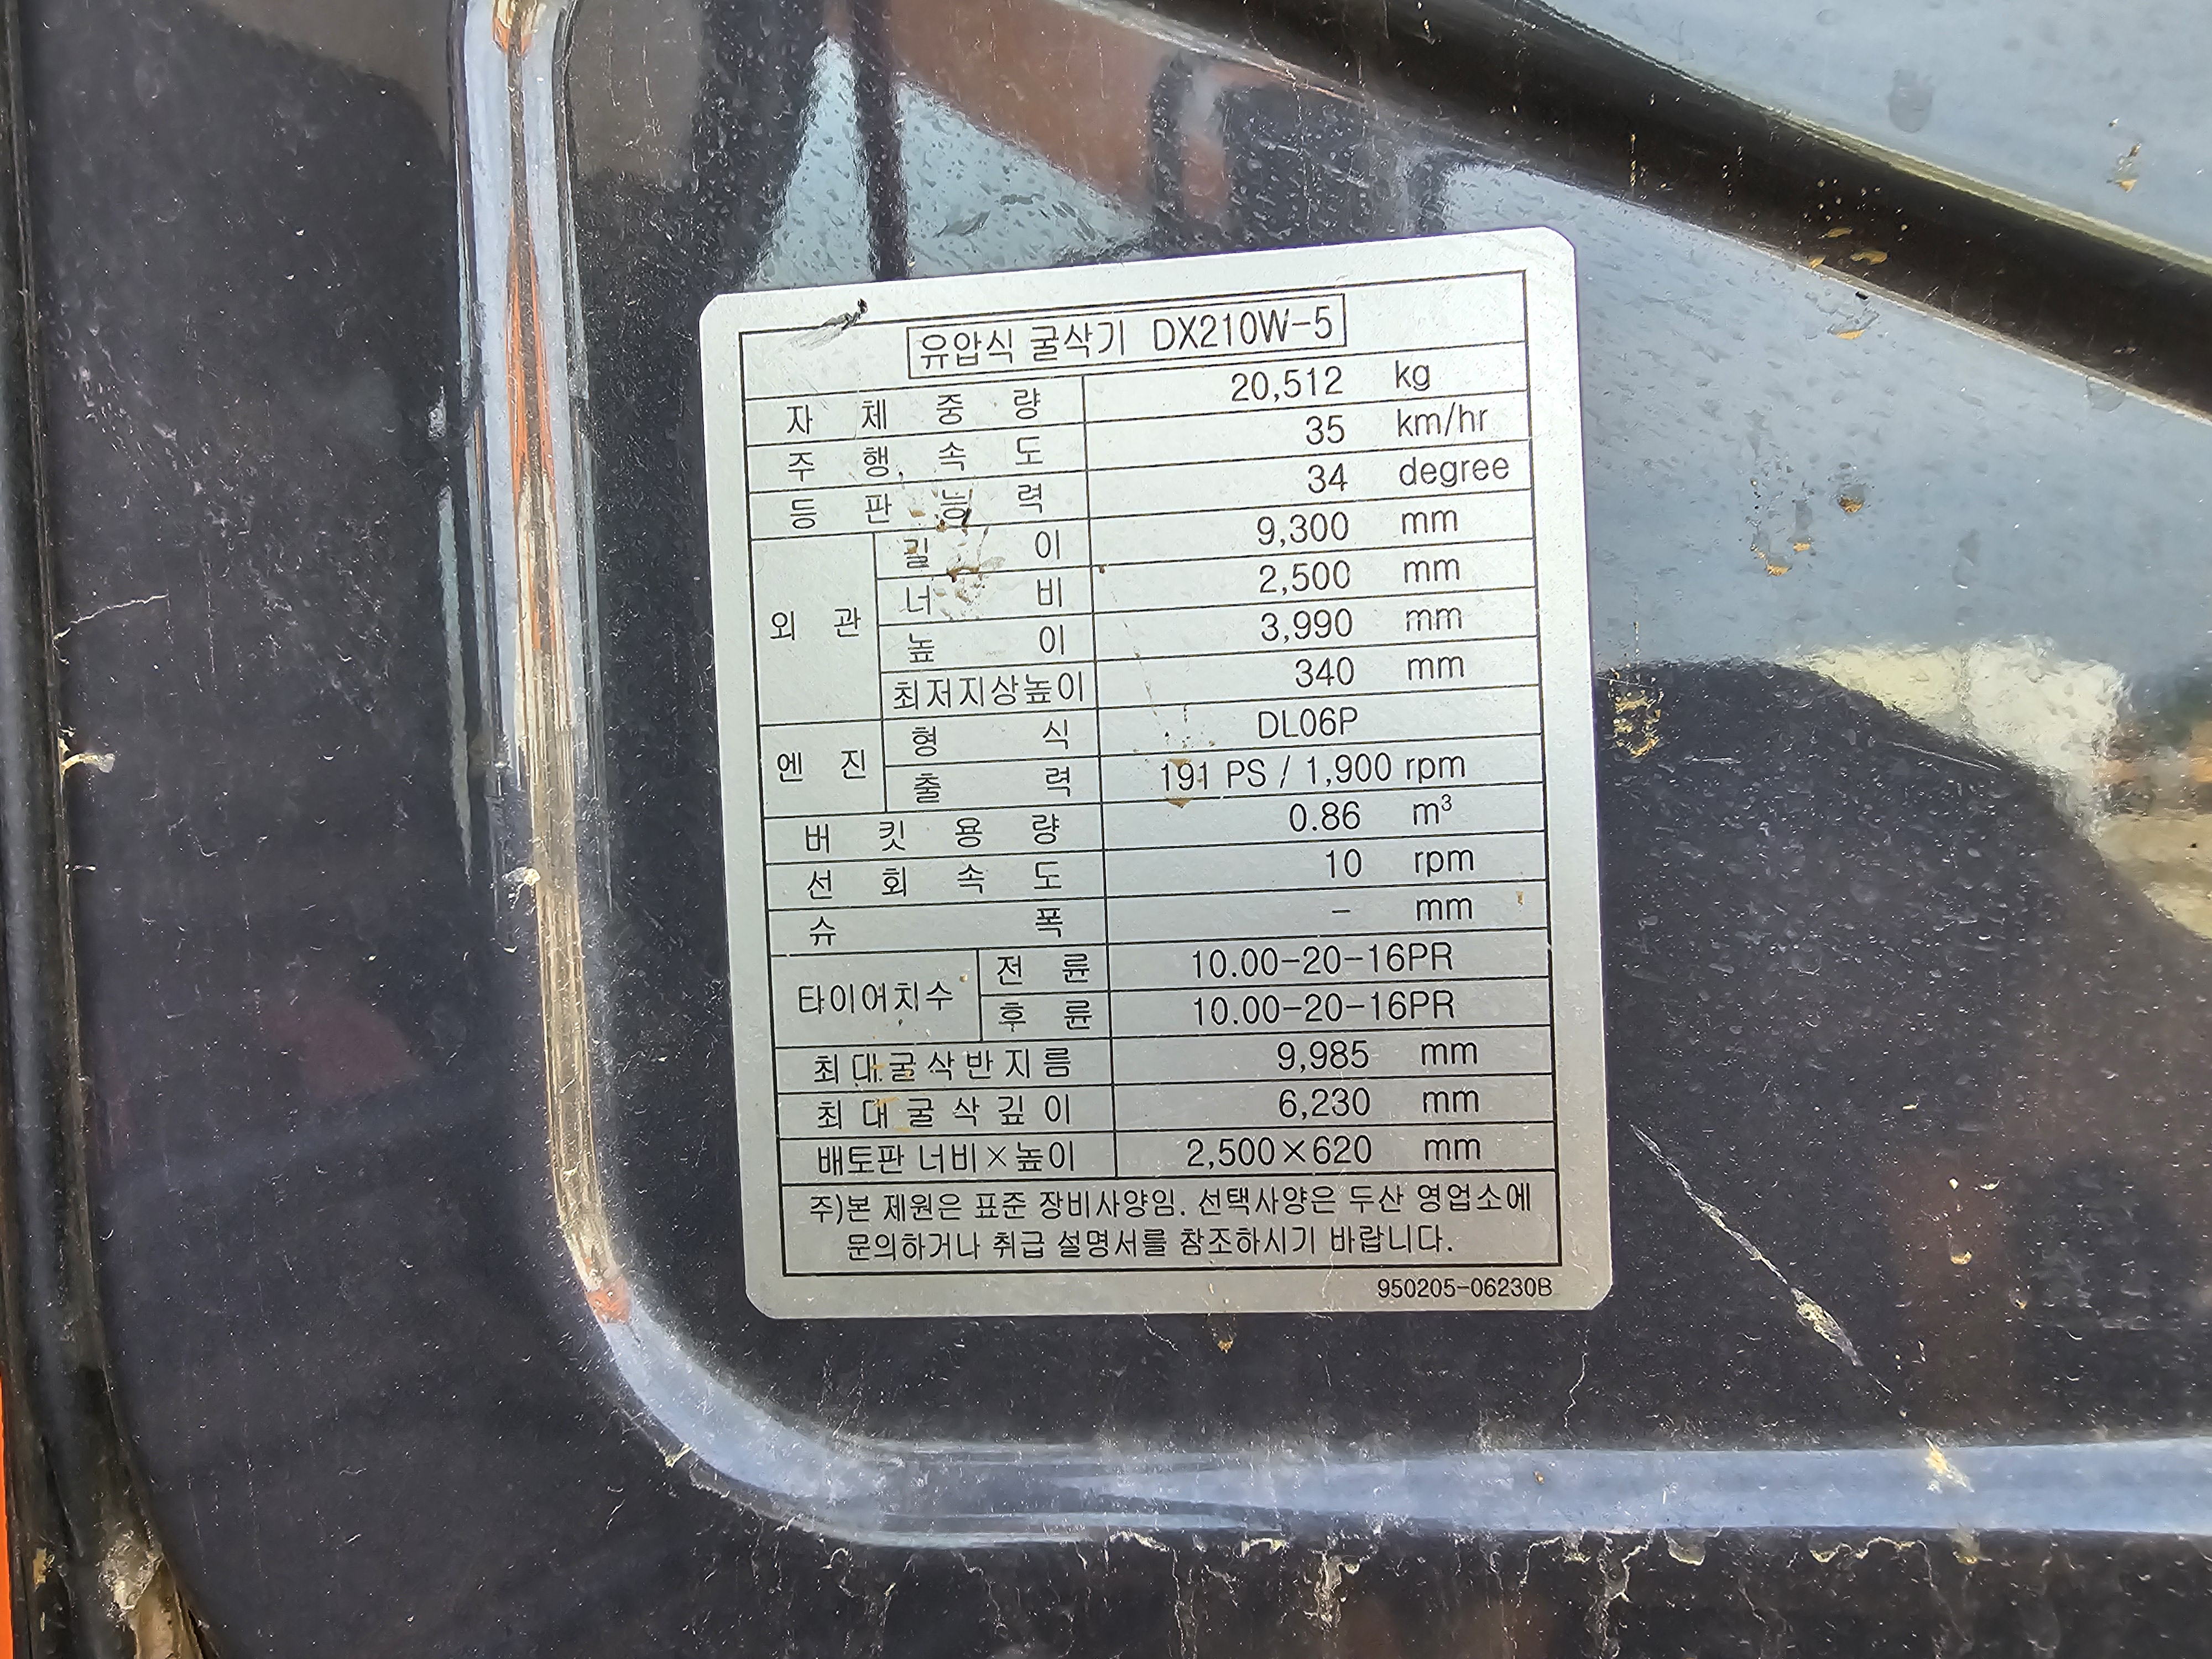 유압식 굴삭기 DX210W-5
자체중량 20,512 kg
주행속도 35 km/hr
등판능력 34 degree
외관 길이 9,300 mm
너비 2,500 mm
높이 3,990 mm
최저지상높이 340 mm
엔진 형식 DL06P
출력 191 PS / 1,900 rpm
버킷용량 0.86 m³
선회속도 10 rpm
슈폭 - mm
타이어치수 전륜 10.00-20-16PR
후륜 10.00-20-16PR
최대굴삭반지름 9,985 mm
최대굴삭깊이 6,230 mm
배토판 너비×높이 2,500×620 mm
주)본 제원은 표준 장비사양임. 선택사양은 두산 영업소에
문의하거나 취급 설명서를 참조하시기 바랍니다.
950205-06230B